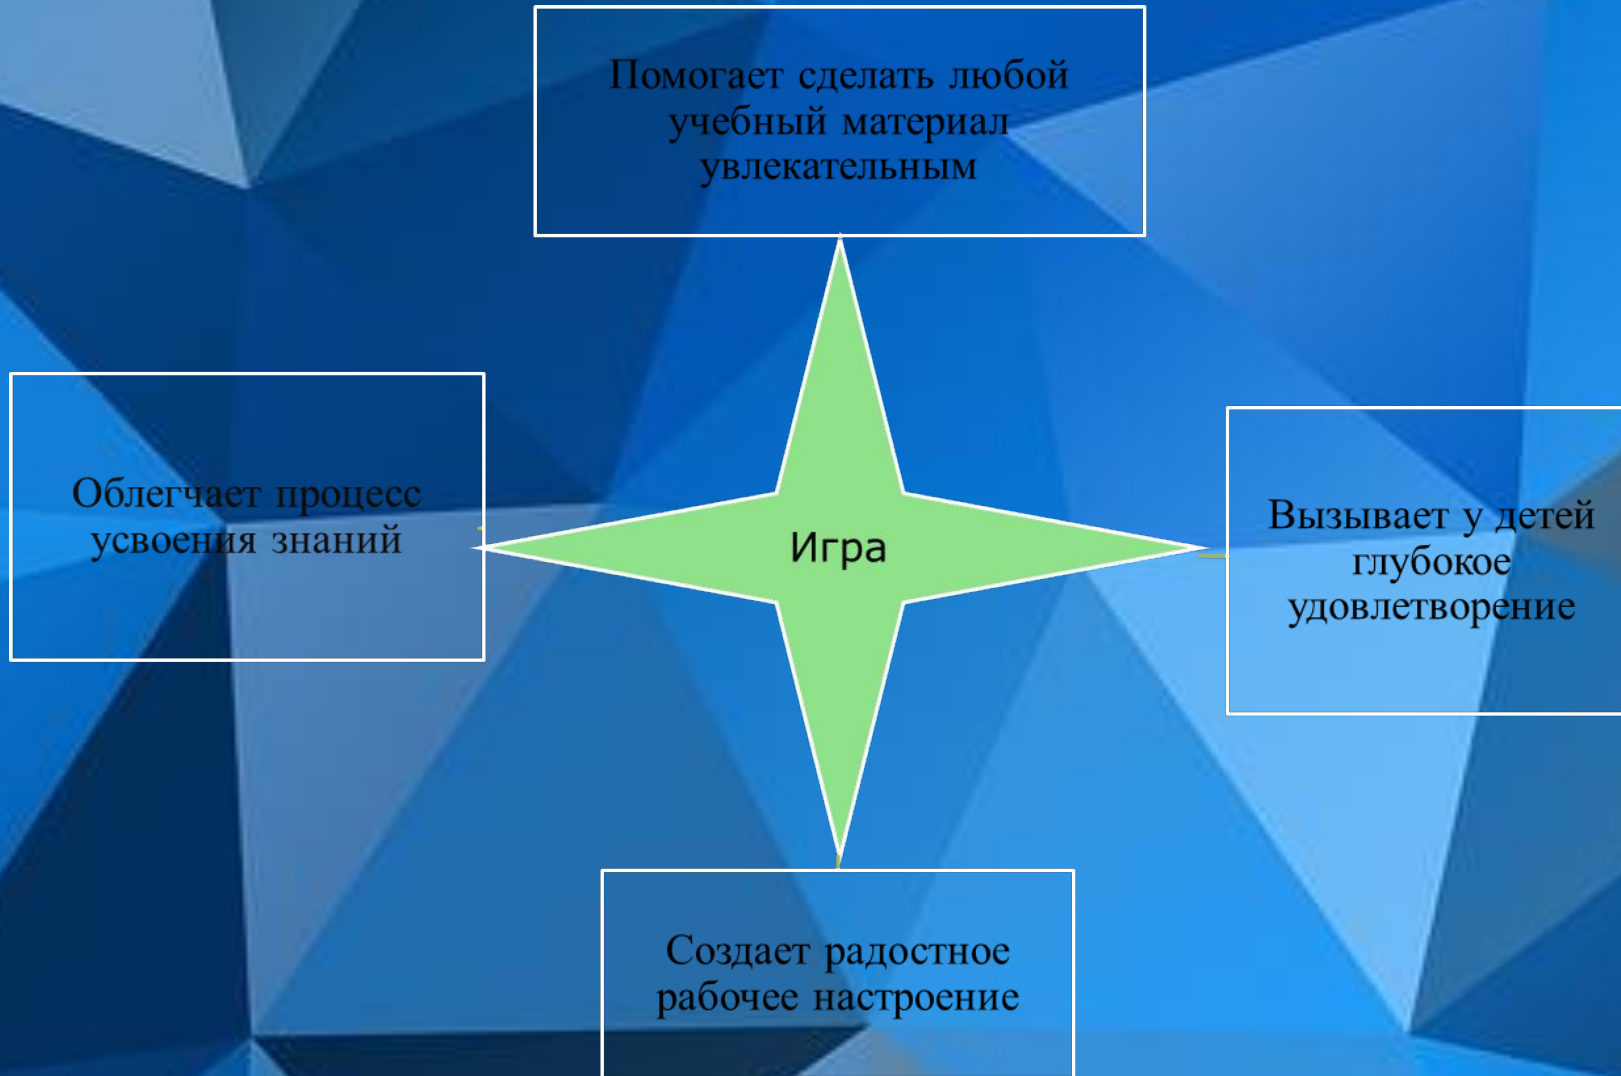 Помогает сделать любой
учебный материал
увлекательным
Облегчает процесс
усвоения знаний
Игра
Вызывает у детей
глубокое
удовлетворение
Создает радостное
рабочее настроение